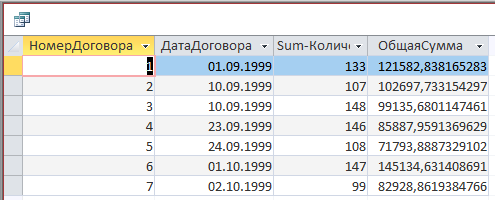 НомерДоговора ДатаДоговора Sum-Количе ОбщаяСумма
1 01.09.1999 133 121582,838165283
2 10.09.1999 107 102697,733154297
3 10.09.1999 148 99135,6801147461
4 23.09.1999 146 85887,9591369629
5 24.09.1999 108 71793,8887329102
6 01.10.1999 147 145134,631408691
7 02.10.1999 99 82928,8619384766